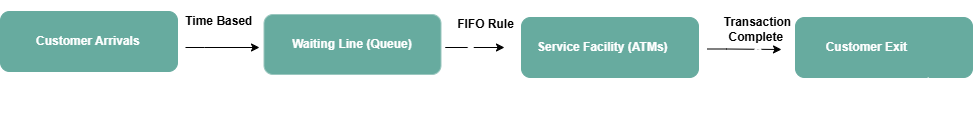 Customer Arrivals
Time Based
Waiting Line (Queue)
FIFO Rule
Service Facility (ATMs)
Transaction
Complete
Customer Exit